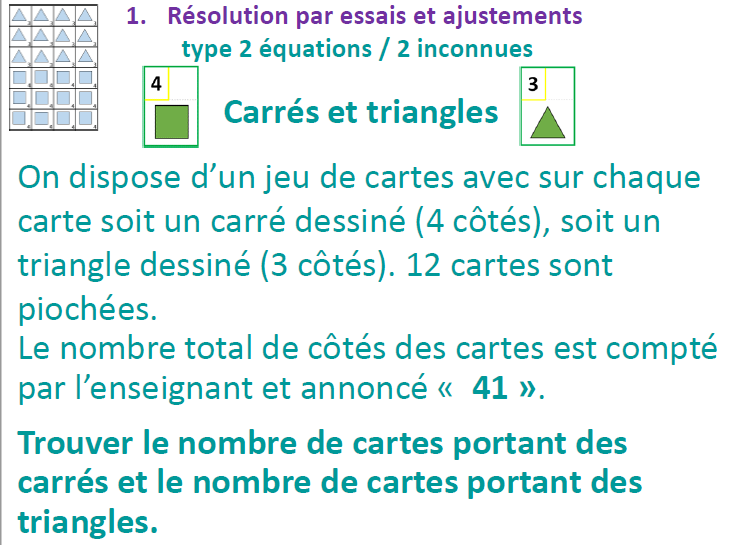 1. Résolution par essais et ajustements
type 2 équations / 2 inconnues
4
Carrés et triangles
3
On dispose d’un jeu de cartes avec sur chaque
carte soit un carré dessiné (4 côtés), soit un
triangle dessiné (3 côtés). 12 cartes sont
piochées.
Le nombre total de côtés des cartes est compté
par l’enseignant et annoncé « 41 ».
Trouver le nombre de cartes portant des
carrés et le nombre de cartes portant des
triangles.